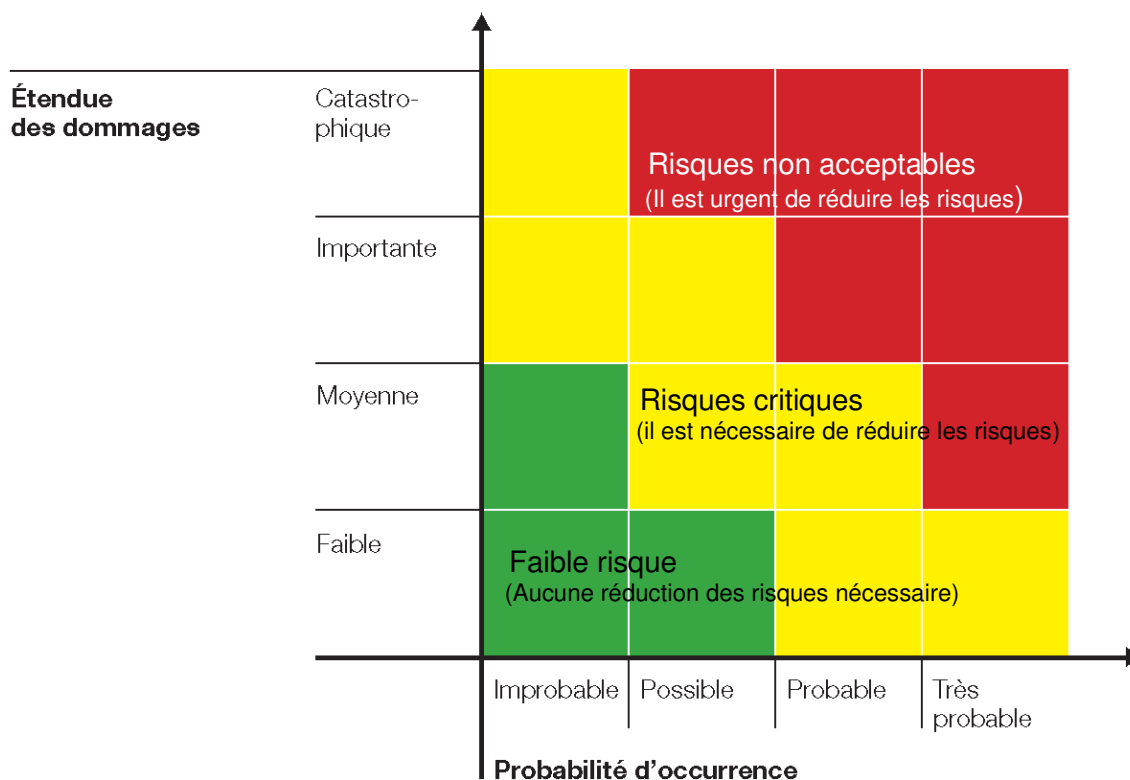 Étendue
des dommages
Catastro-
phique
Risques non acceptables
(Il est urgent de réduire les risques)
Importante
Moyenne
Risques critiques
(il est nécessaire de réduire les risques)
Faible
Faible risque
(Aucune réduction des risques nécessaire)
Improbable
Possible
Probable
Très
probable
Probabilité d'occurrence